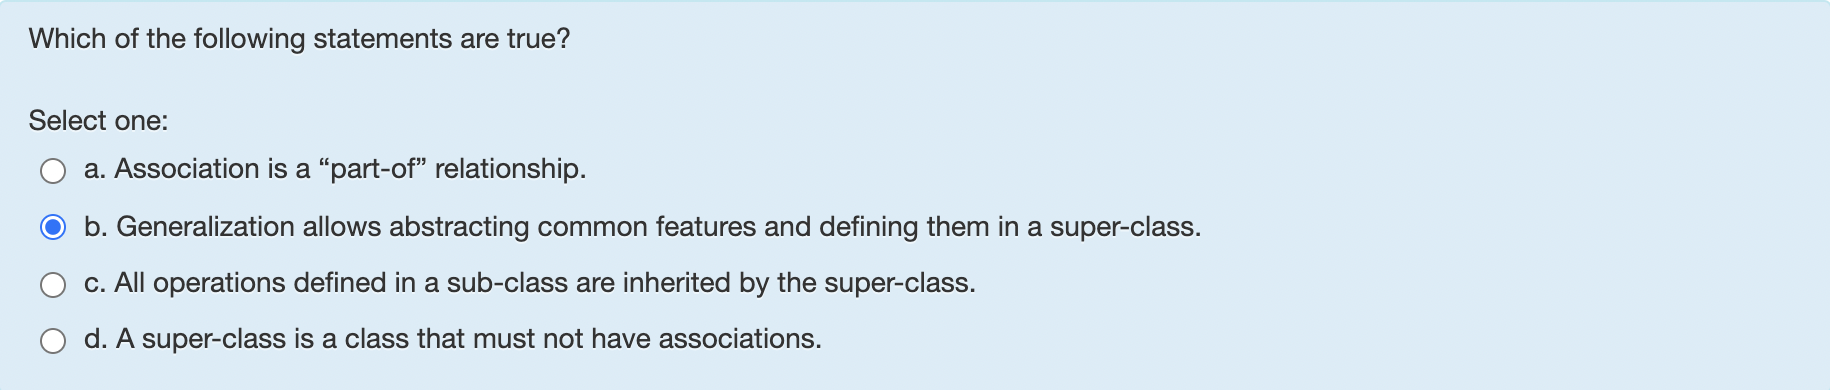 Which of the following statements are true?
Select one:
a. Association is a “part-of” relationship.
b. Generalization allows abstracting common features and defining them in a super-class.
c. All operations defined in a sub-class are inherited by the super-class.
d. A super-class is a class that must not have associations.